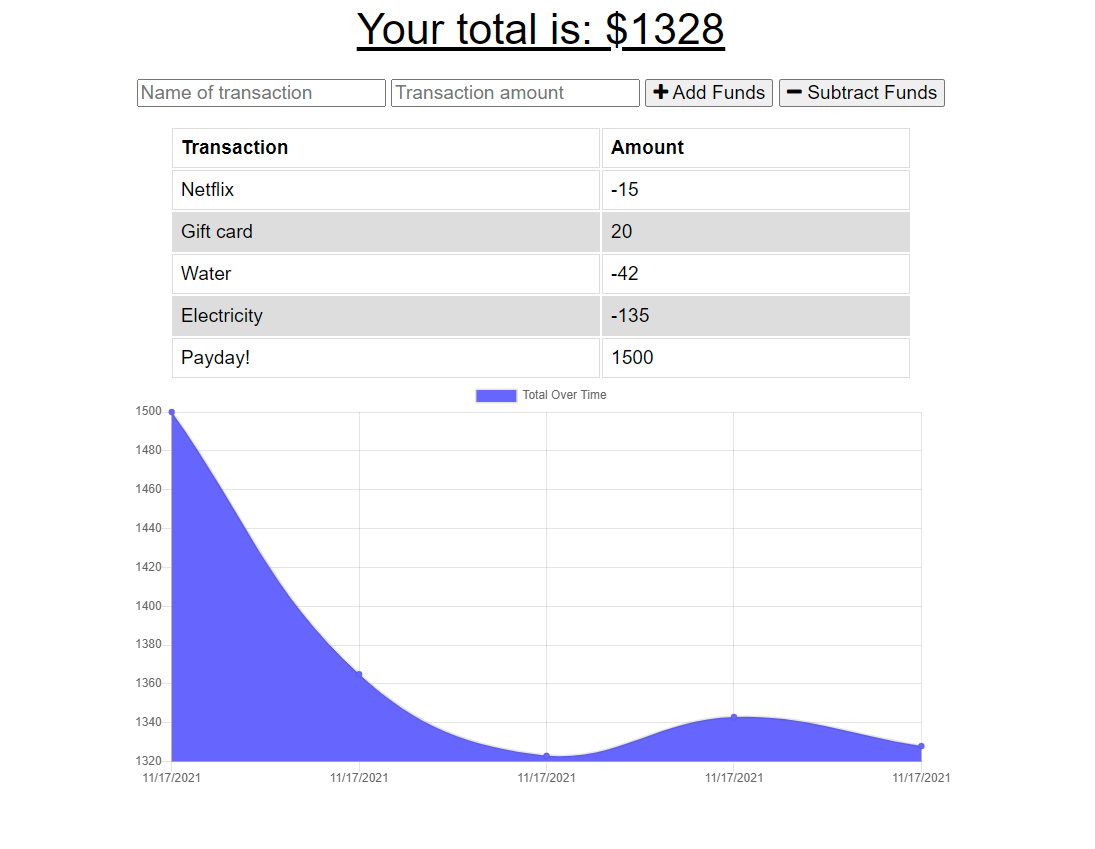 Your total is: $1328
Name of transaction Transaction amount Add Funds Subtract Funds
Transaction Amount
Netflix -15
Gift card 20
Water -42
Electricity -135
Payday! 1500
Total Over Time
1500
1480
1460
1440
1420
1400
1380
1360
1340
1320
11/17/2021 11/17/2021 11/17/2021 11/17/2021 11/17/2021